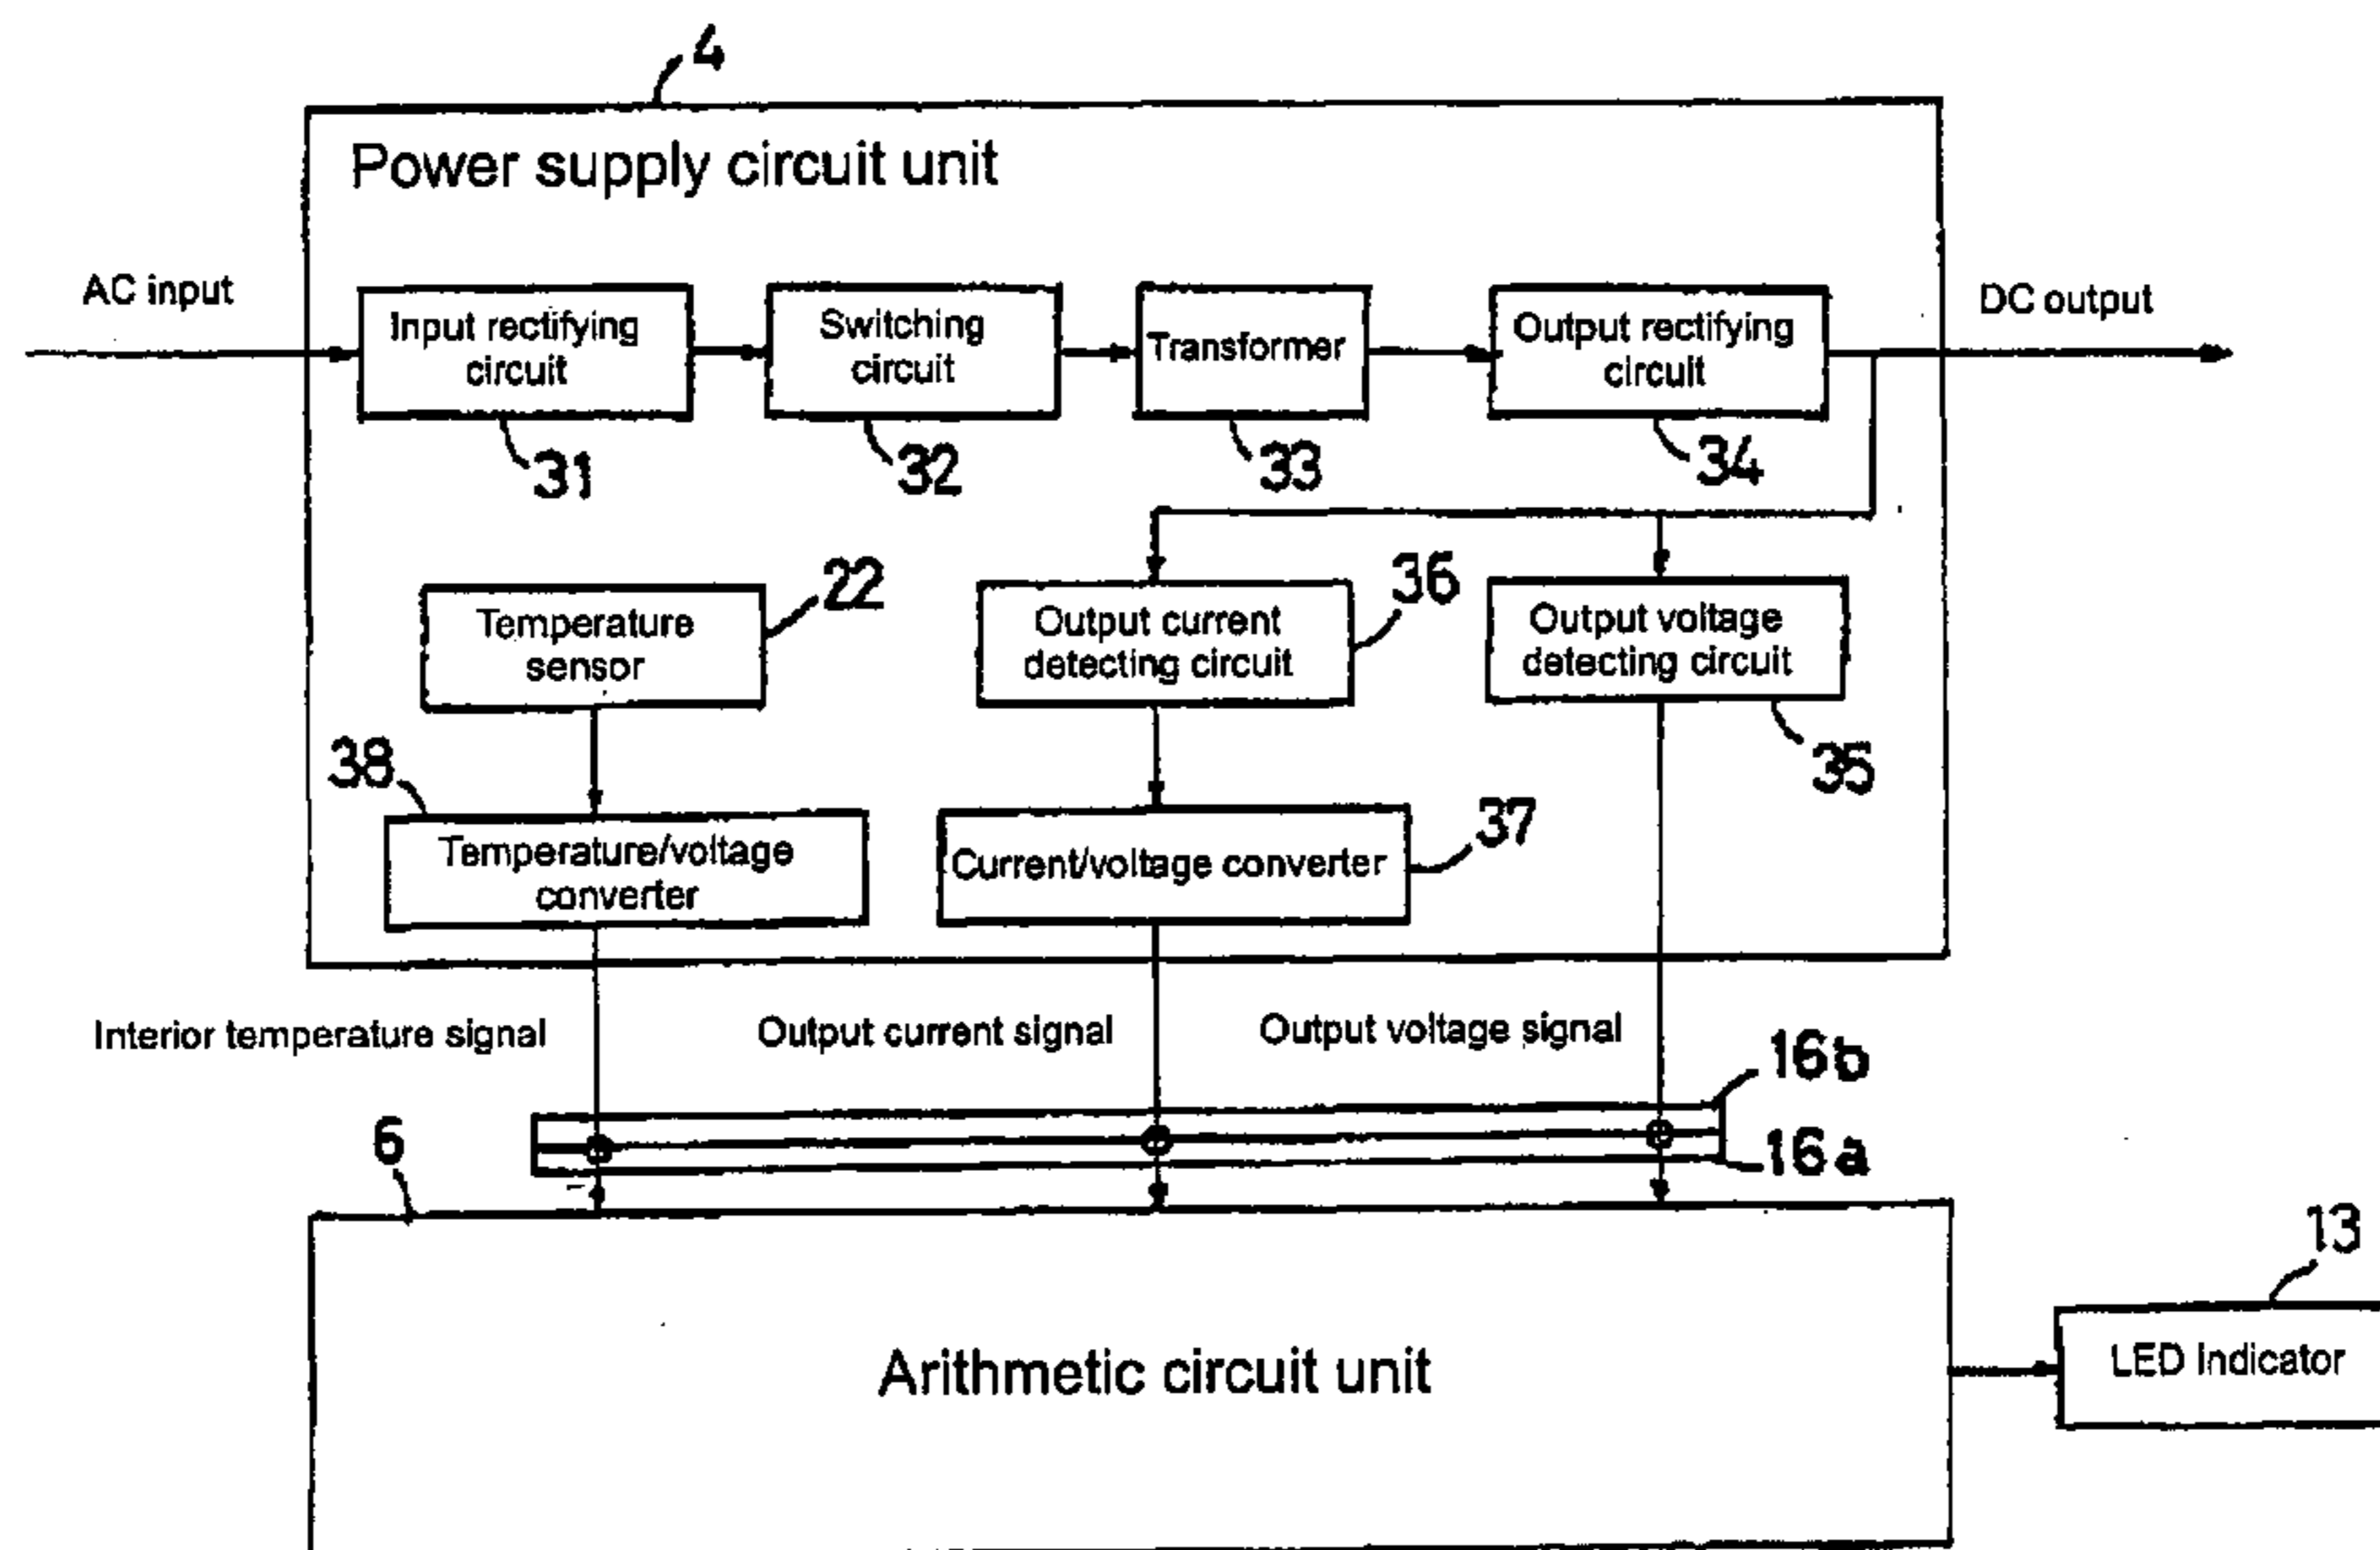 4
Power supply circuit unit
AC input
DC output
Input rectifying
circuit
Switching
circuit
Transformer
Output rectifying
circuit
31
32
33
34
Temperature
sensor
22
Output current
detecting circuit
36
Output voltage
detecting circuit
35
38
Temperature/voltage
converter
Current/voltage converter
37
Interior temperature signal
Output current signal
Output voltage signal
16b
16a
6
Arithmetic circuit unit
13
LED indicator